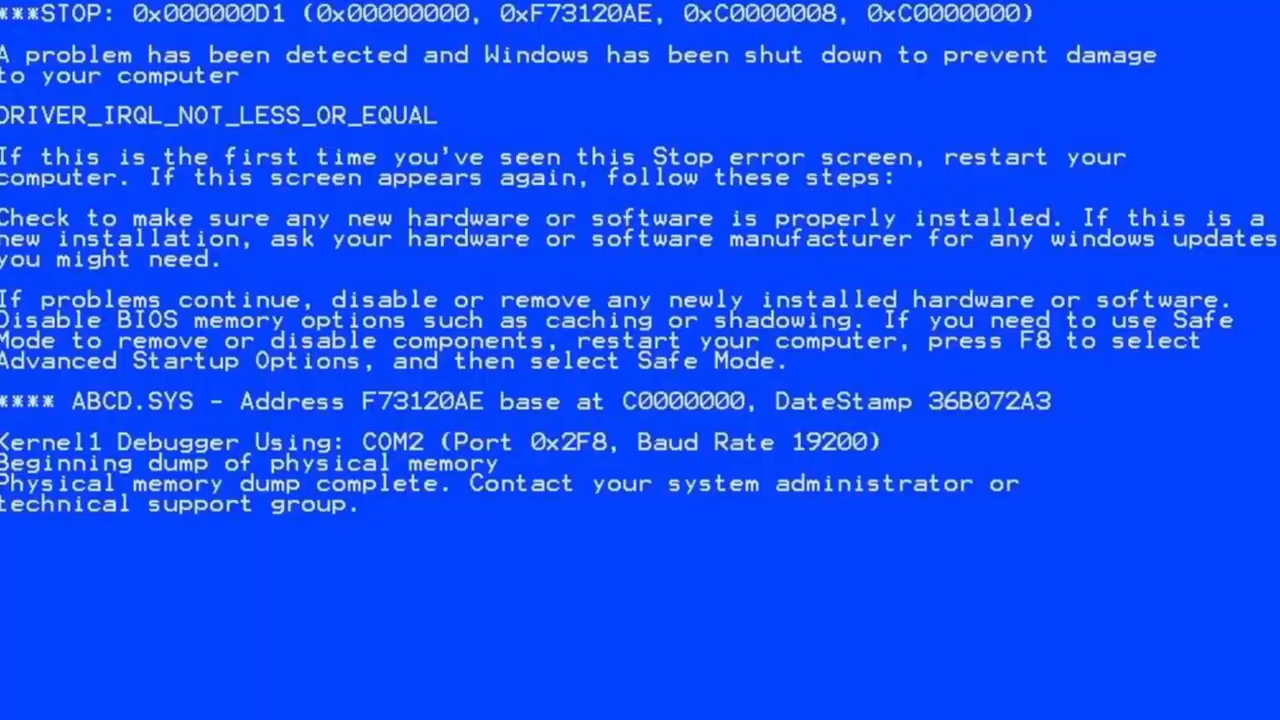 ***STOP: 0x000000D1 (0x00000000, 0xF73120AE, 0xC0000008, 0xC0000000)
A problem has been detected and Windows has been shut down to prevent damage
to your computer
DRIVER_IRQL_NOT_LESS_OR_EQUAL
If this is the first time you've seen this Stop error screen, restart your
computer. If this screen appears again, follow these steps:
Check to make sure any new hardware or software is properly installed. If this is a
new installation, ask your hardware or software manufacturer for any windows updates
you might need.
If problems continue, disable or remove any newly installed hardware or software.
Disable BIOS memory options such as caching or shadowing. If you need to use Safe
Mode to remove or disable components, restart your computer, press F8 to select
Advanced Startup Options, and then select Safe Mode.
**** ABCD.SYS - Address F73120AE base at C0000000, DateStamp 36B072A3
Kernel1 Debugger Using: COM2 (Port 0x2F8, Baud Rate 19200)
Beginning dump of physical memory
Physical memory dump complete. Contact your system administrator or
technical support group.